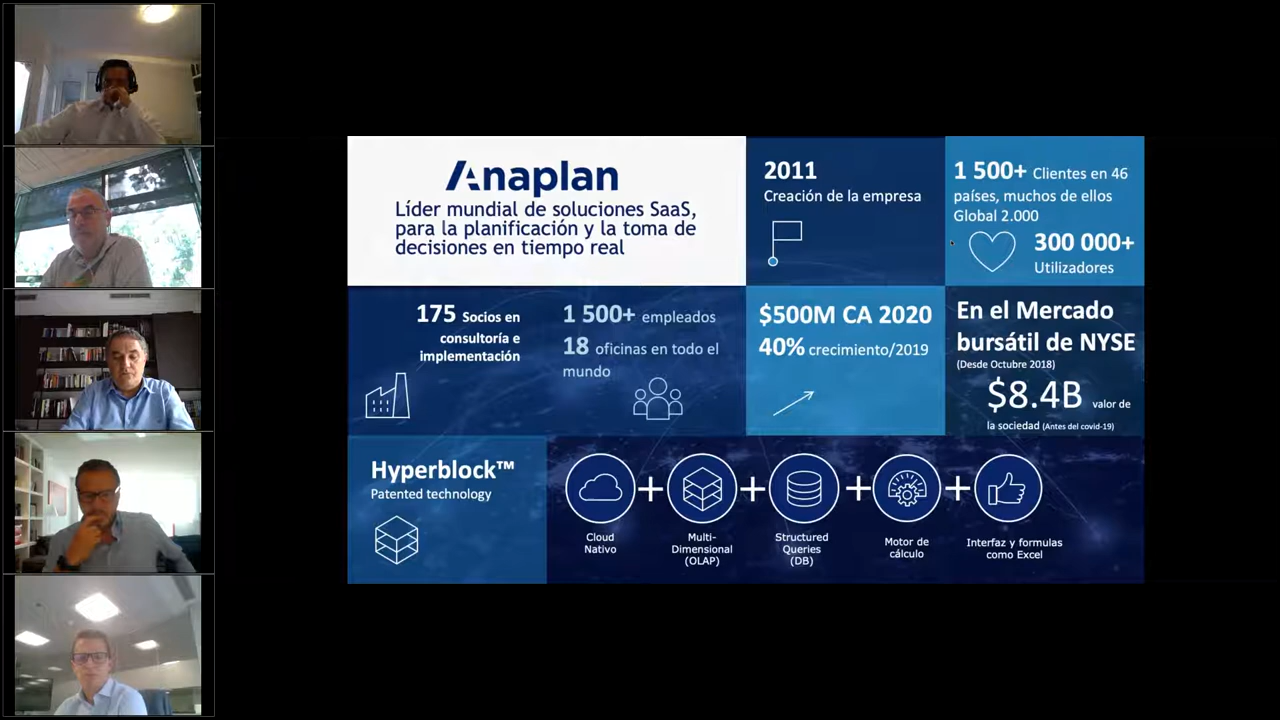 Anaplan
Líder mundial de soluciones SaaS,
para la planificación y la toma de
decisiones en tiempo real
2011
Creación de la empresa
1 500+ Clientes en 46
países, muchos de ellos
Global 2.000
300 000+
Utilizadores
175 Socios en
consultoría e
implementación
1 500+ empleados
18 oficinas en todo el
mundo
$500M CA 2020
40% crecimiento/2019
En el Mercado
bursátil de NYSE
(Desde Octubre 2018)
$8.4B valor de
la sociedad (Antes del covid-19)
Hyperblock™
Patented technology
Cloud
Nativo
Multi-
Dimensional
(OLAP)
Structured
Queries
(DB)
Motor de
cálculo
Interfaz y formulas
como Excel